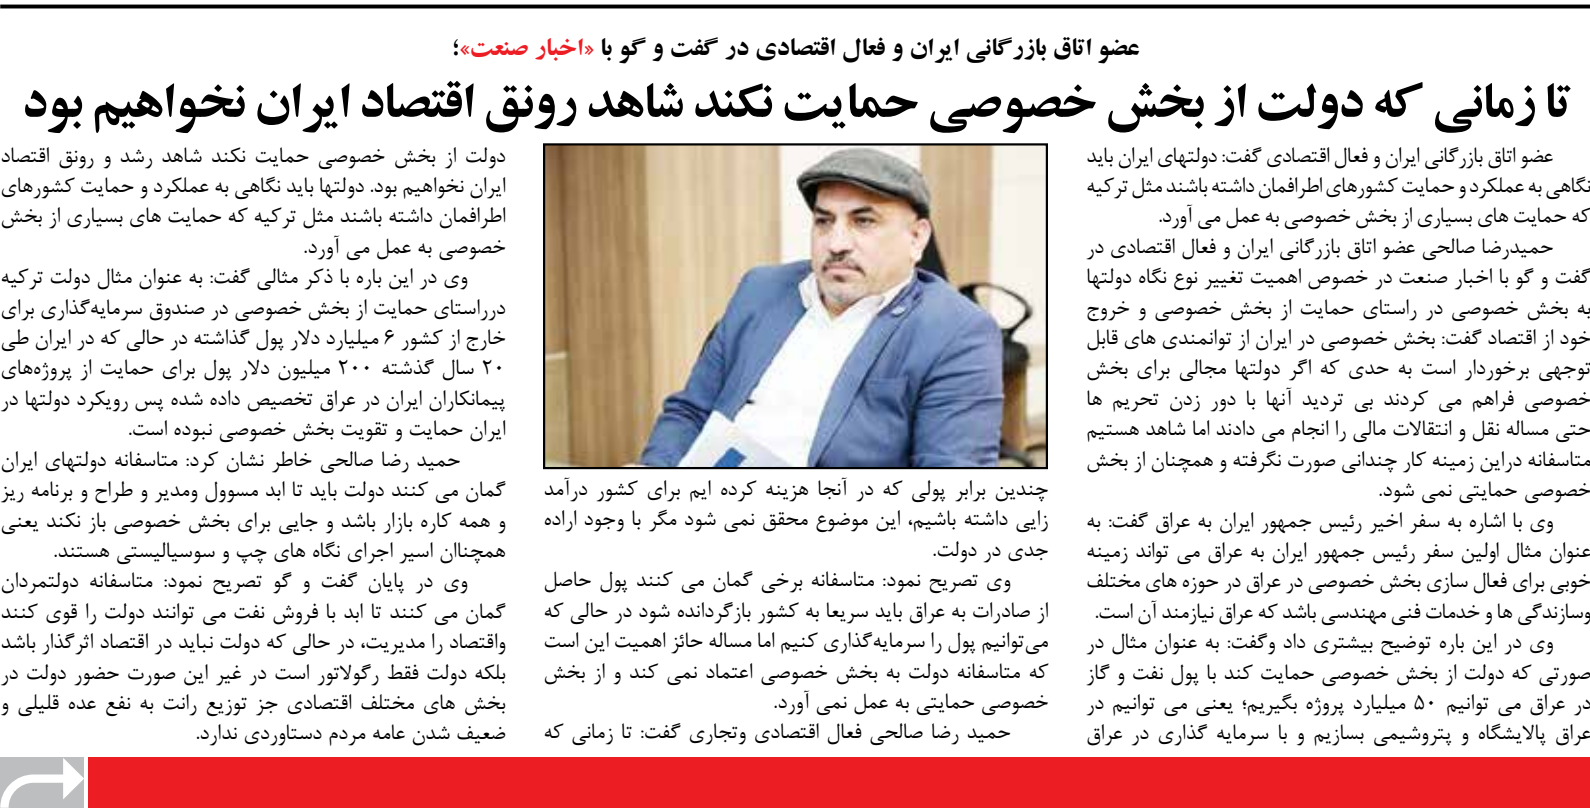 عضو اتاق بازرگانی ایران و فعال اقتصادی در گفت و گو با «اخبار صنعت»؛
تا زمانی که دولت از بخش خصوصی حمایت نکند شاهد رونق اقتصاد ایران نخواهیم بود
عضو اتاق بازرگانی ایران و فعال اقتصادی گفت: دولتهای ایران باید
نگاهی به عملکرد و حمایت کشورهای اطرافمان داشته باشند مثل ترکیه
که حمایت های بسیاری از بخش خصوصی به عمل می آورد.
حمیدرضا صالحی عضو اتاق بازرگانی ایران و فعال اقتصادی در
گفت و گو با اخبار صنعت در خصوص اهمیت تغییر نوع نگاه دولتها
به بخش خصوصی در راستای حمایت از بخش خصوصی و خروج
خود از اقتصاد گفت: بخش خصوصی در ایران از توانمندی های قابل
توجهی برخوردار است به حدی که اگر دولتها مجالی برای بخش
خصوصی فراهم می کردند بی تردید آنها با دور زدن تحریم ها
حتی مساله نقل و انتقالات مالی را انجام می دادند اما شاهد هستیم
متاسفانه دراین زمینه کار چندانی صورت نگرفته و همچنان از بخش
خصوصی حمایتی نمی شود.
وی با اشاره به سفر اخیر رئیس جمهور ایران به عراق گفت: به
عنوان مثال اولین سفر رئیس جمهور ایران به عراق می تواند زمینه
خوبی برای فعال سازی بخش خصوصی در عراق در حوزه های مختلف
وسازندگی ها و خدمات فنی مهندسی باشد که عراق نیازمند آن است.
وی در این باره توضیح بیشتری داد وگفت: به عنوان مثال در
صورتی که دولت از بخش خصوصی حمایت کند با پول نفت و گاز
در عراق می توانیم ۵۰ میلیارد پروژه بگیریم؛ یعنی می توانیم در
عراق پالایشگاه و پتروشیمی بسازیم و با سرمایه گذاری در عراق
چندین برابر پولی که در آنجا هزینه کرده ایم برای کشور درآمد
زایی داشته باشیم، این موضوع محقق نمی شود مگر با وجود اراده
جدی در دولت.
وی تصریح نمود: متاسفانه برخی گمان می کنند پول حاصل
از صادرات به عراق باید سریعا به کشور بازگردانده شود در حالی که
می‌توانیم پول را سرمایه‌گذاری کنیم اما مساله حائز اهمیت این است
که متاسفانه دولت به بخش خصوصی اعتماد نمی کند و از بخش
خصوصی حمایتی به عمل نمی آورد.
حمید رضا صالحی فعال اقتصادی وتجاری گفت: تا زمانی که
دولت از بخش خصوصی حمایت نکند شاهد رشد و رونق اقتصاد
ایران نخواهیم بود. دولتها باید نگاهی به عملکرد و حمایت کشورهای
اطرافمان داشته باشند مثل ترکیه که حمایت های بسیاری از بخش
خصوصی به عمل می آورد.
وی در این باره با ذکر مثالی گفت: به عنوان مثال دولت ترکیه
درراستای حمایت از بخش خصوصی در صندوق سرمایه‌گذاری برای
خارج از کشور ۶ میلیارد دلار پول گذاشته در حالی که در ایران طی
۲۰ سال گذشته ۲۰۰ میلیون دلار پول برای حمایت از پروژه‌های
پیمانکاران ایران در عراق تخصیص داده شده پس رویکرد دولتها در
ایران حمایت و تقویت بخش خصوصی نبوده است.
حمید رضا صالحی خاطر نشان کرد: متاسفانه دولتهای ایران
گمان می کنند دولت باید تا ابد مسوول ومدیر و طراح و برنامه ریز
و همه کاره بازار باشد و جایی برای بخش خصوصی باز نکند یعنی
همچناان اسیر اجرای نگاه های چپ و سوسیالیستی هستند.
وی در پایان گفت و گو تصریح نمود: متاسفانه دولتمردان
گمان می کنند تا ابد با فروش نفت می توانند دولت را قوی کنند
واقتصاد را مدیریت، در حالی که دولت نباید در اقتصاد اثرگذار باشد
بلکه دولت فقط رگولاتور است در غیر این صورت حضور دولت در
بخش های مختلف اقتصادی جز توزیع رانت به نفع عده قلیلی و
ضعیف شدن عامه مردم دستاوردی ندارد.